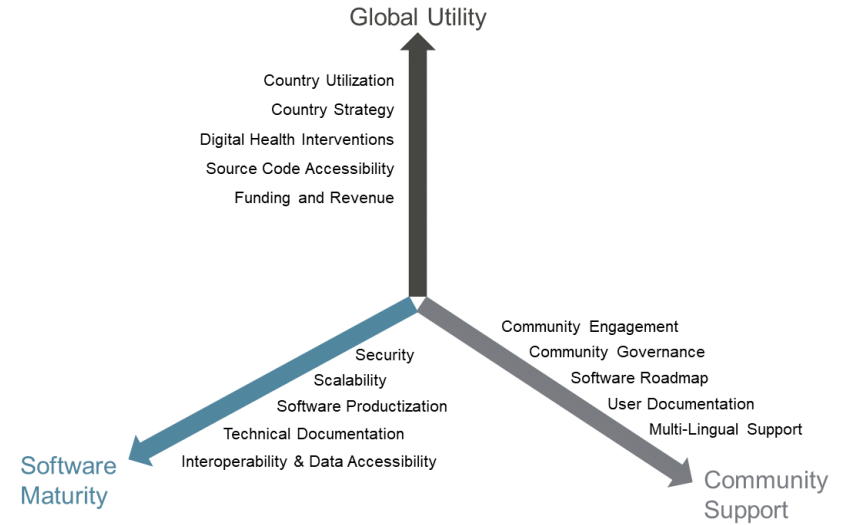 Global Utility
Country Utilization
Country Strategy
Digital Health Interventions
Source Code Accessibility
Funding and Revenue
Community Engagement
Community Governance
Software Roadmap
User Documentation
Multi-Lingual Support
Community
Support
Security
Scalability
Software Productization
Technical Documentation
Interoperability & Data Accessibility
Software
Maturity